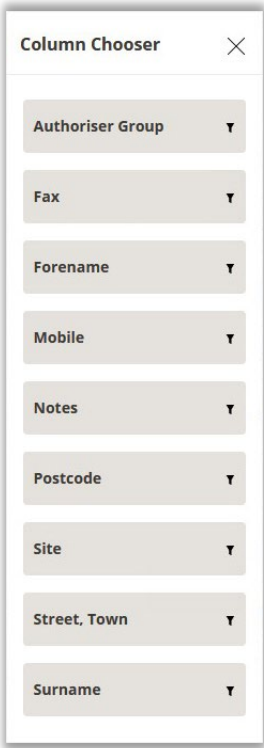 Column Chooser
Authoriser Group
Fax
Forename
Mobile
Notes
Postcode
Site
Street, Town
Surname